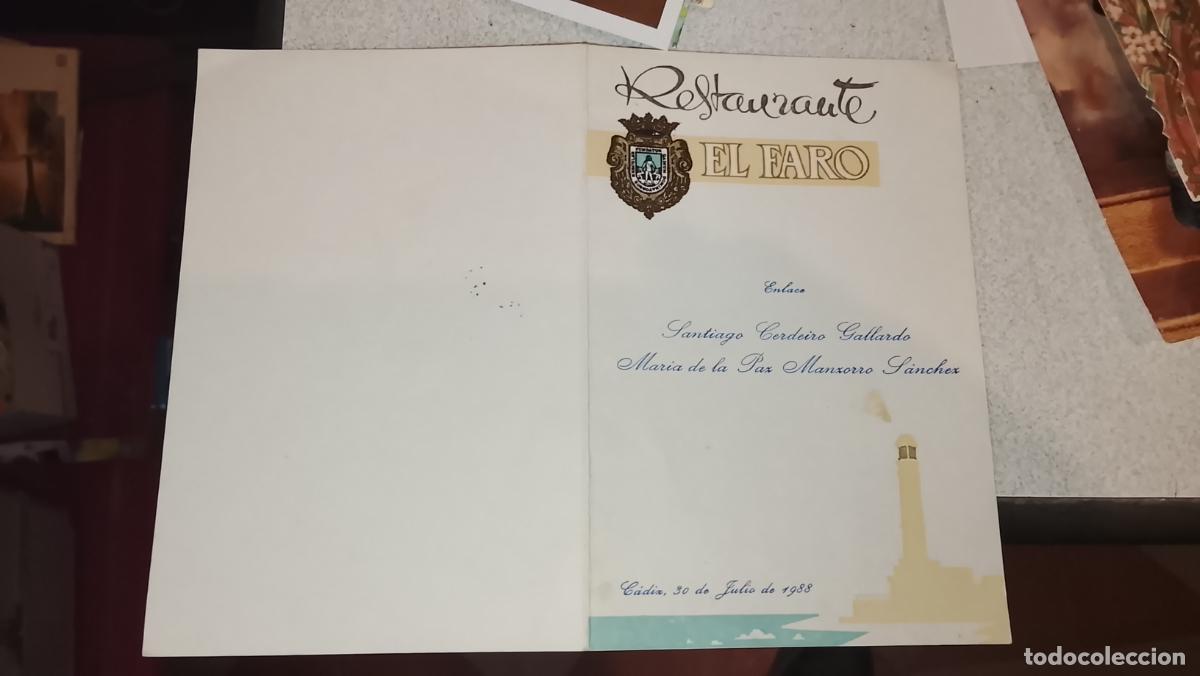 Restaurante
EL FARO
Enlace
Santiago Cerdeiro Gallardo
Maria de la Paz Manzorro Sánchez
Cádiz, 30 de Julio de 1988
todocoleccion